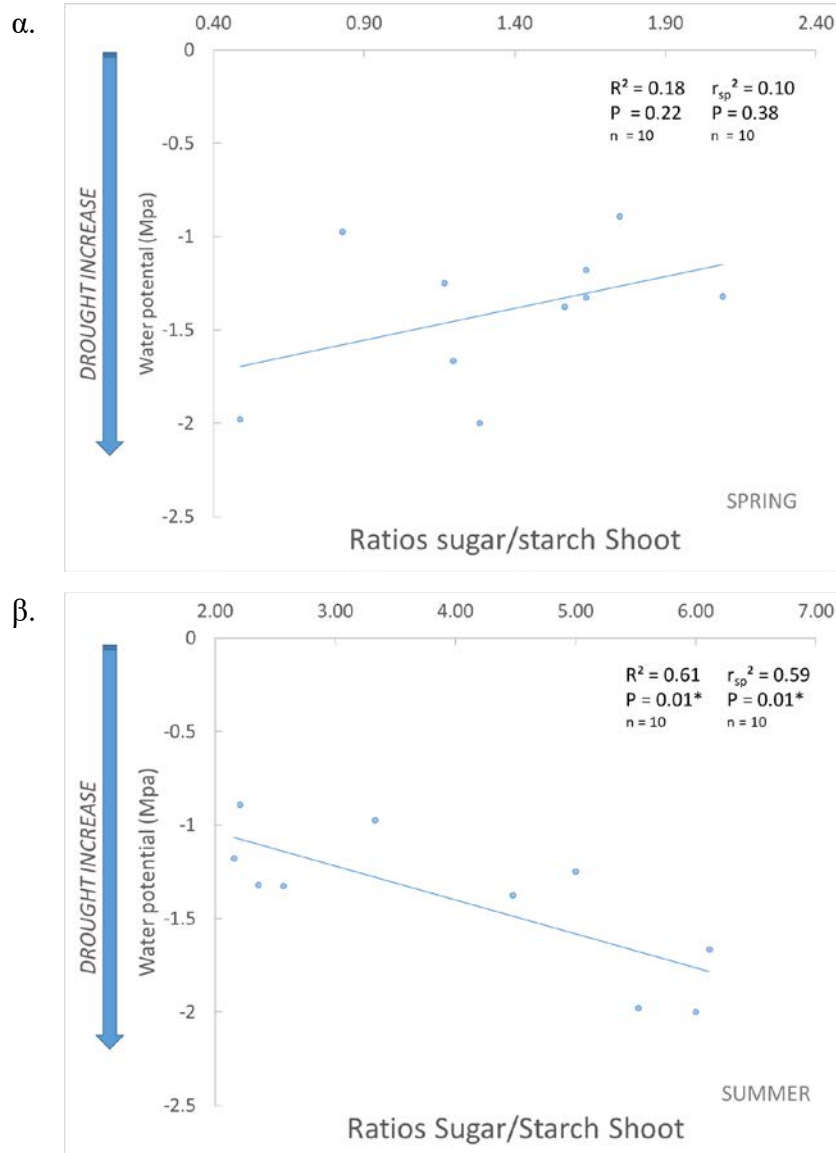 α.
0.40 0.90 1.40 1.90 2.40
0
-0.5
-1
-1.5
-2
-2.5
DROUGHT INCREASE
Water potential (Mpa)
R² = 0.18 rsp² = 0.10
P = 0.22 P = 0.38
n = 10 n = 10
SPRING
Ratios sugar/starch Shoot
β.
2.00 3.00 4.00 5.00 6.00 7.00
0
-0.5
-1
-1.5
-2
-2.5
DROUGHT INCREASE
Water potential (Mpa)
R² = 0.61 rsp² = 0.59
P = 0.01* P = 0.01*
n = 10 n = 10
SUMMER
Ratios Sugar/Starch Shoot